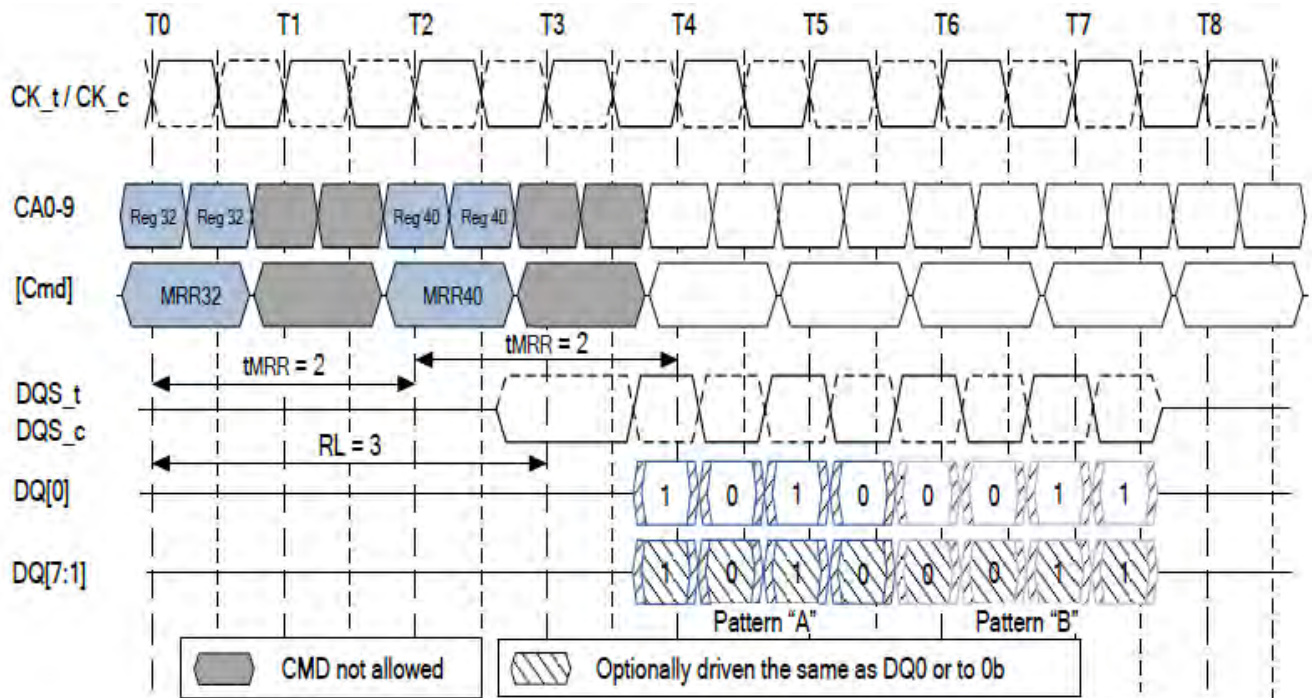 T0 T1 T2 T3 T4 T5 T6 T7 T8
CK_t / CK_c
CA0-9 Reg 32 Reg 32 Reg 40 Reg 40
[Cmd] MRR32 MRR40
tMRR = 2 tMRR = 2
DQS_t
DQS_c
RL = 3
DQ[0] 1 0 1 0 0 0 1 1
DQ[7:1] 1 0 1 0 0 0 1 1
Pattern “A” Pattern “B”
CMD not allowed Optionally driven the same as DQ0 or to 0b